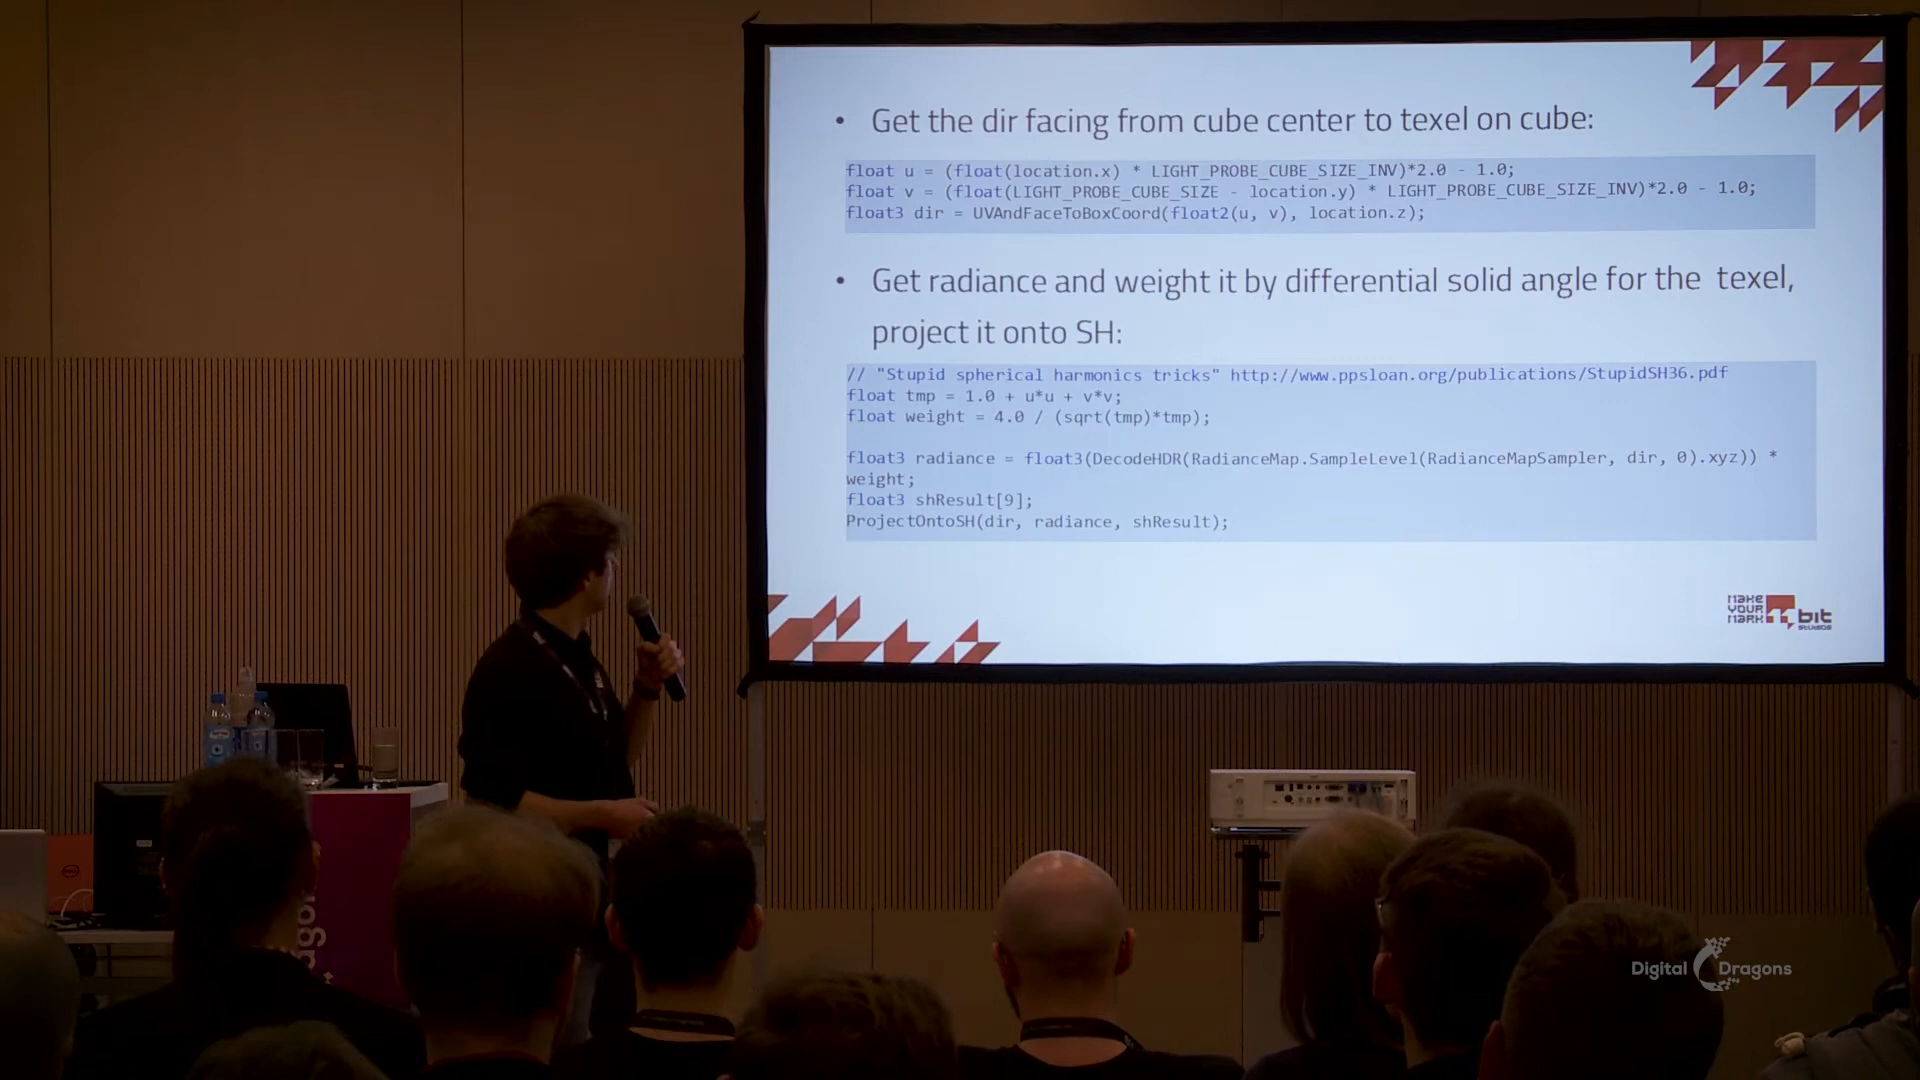 • Get the dir facing from cube center to texel on cube:
float u = (float(location.x) * LIGHT_PROBE_CUBE_SIZE_INV)*2.0 - 1.0;
float v = (float(LIGHT_PROBE_CUBE_SIZE - location.y) * LIGHT_PROBE_CUBE_SIZE_INV)*2.0 - 1.0;
float3 dir = UVAndFaceToBoxCoord(float2(u, v), location.z);
• Get radiance and weight it by differential solid angle for the texel,
project it onto SH:
// "Stupid spherical harmonics tricks" http://www.ppsloan.org/publications/StupidSH36.pdf
float tmp = 1.0 + u*u + v*v;
float weight = 4.0 / (sqrt(tmp)*tmp);
float3 radiance = float3(DecodeHDR(RadianceMap.SampleLevel(RadianceMapSampler, dir, 0).xyz)) *
weight;
float3 shResult[9];
ProjectOntoSH(dir, radiance, shResult);
MAKE
YOUR
MARK
11 bit
STUDIOS
DELL
Digital Dragons